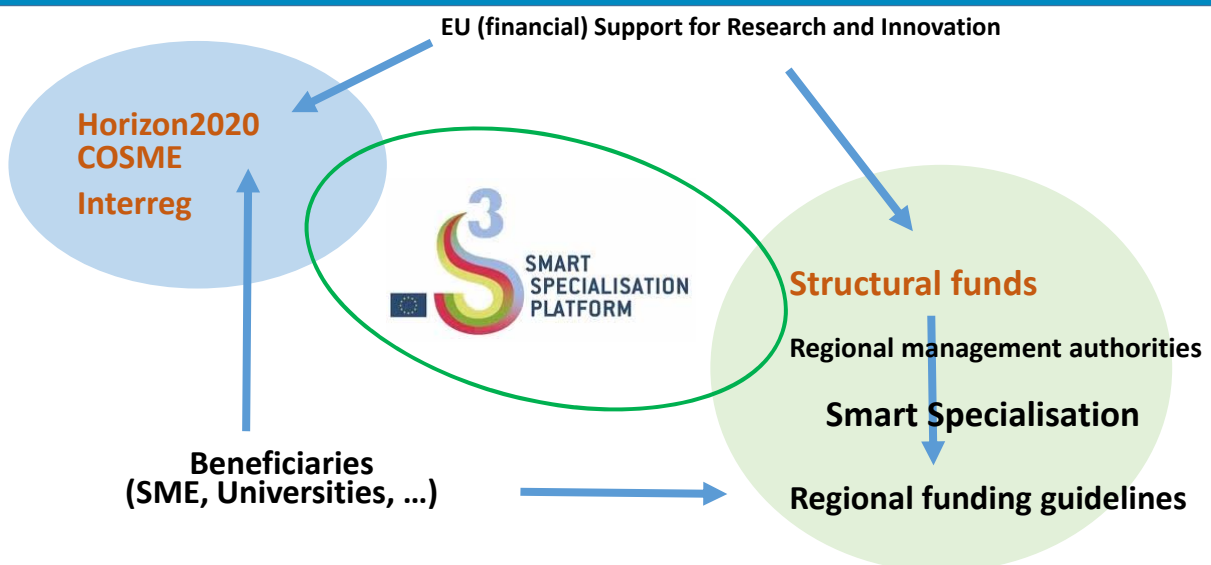 EU (financial) Support for Research and Innovation
Horizon2020
COSME
Interreg
3
S
SMART
SPECIALISATION
PLATFORM
Structural funds
Regional management authorities
Smart Specialisation
Beneficiaries
(SME, Universities, …)
Regional funding guidelines